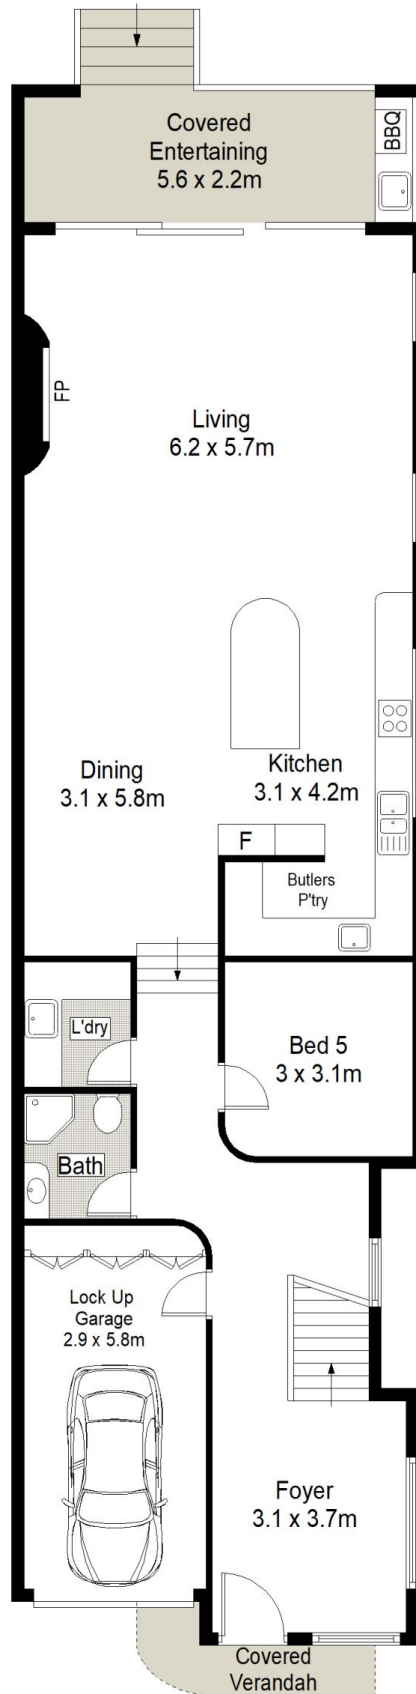 Covered
Entertaining
5.6 x 2.2m
BBQ
FP
Living
6.2 x 5.7m
Dining
3.1 x 5.8m
Kitchen
3.1 x 4.2m
F
Butlers
P'try
L'dry
Bed 5
3 x 3.1m
Bath
Lock Up
Garage
2.9 x 5.8m
Foyer
3.1 x 3.7m
Covered
Verandah